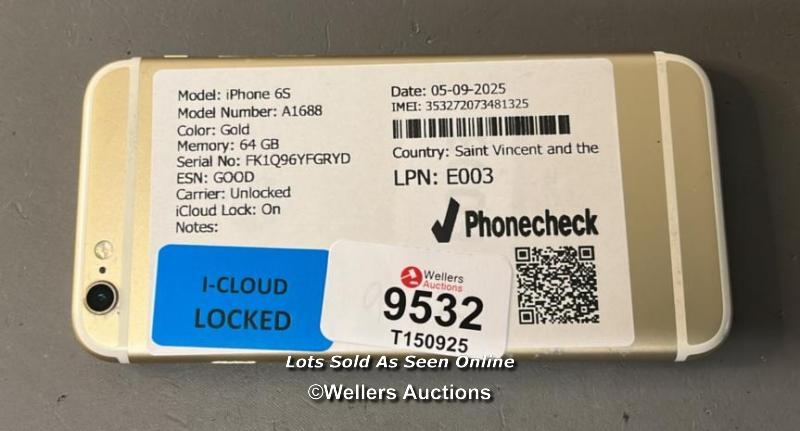 Model: iPhone 6S
Model Number: A1688
Color: Gold
Memory: 64 GB
Serial No: FK1Q96YFGRYD
ESN: GOOD
Carrier: Unlocked
iCloud Lock: On
Notes:
Date: 05-09-2025
IMEI: 353272073481325
Country: Saint Vincent and the
LPN: E003
Phonecheck
I-CLOUD
LOCKED
Wellers
Auctions
9532
T150925
Lots Sold As Seen Online
©Wellers Auctions